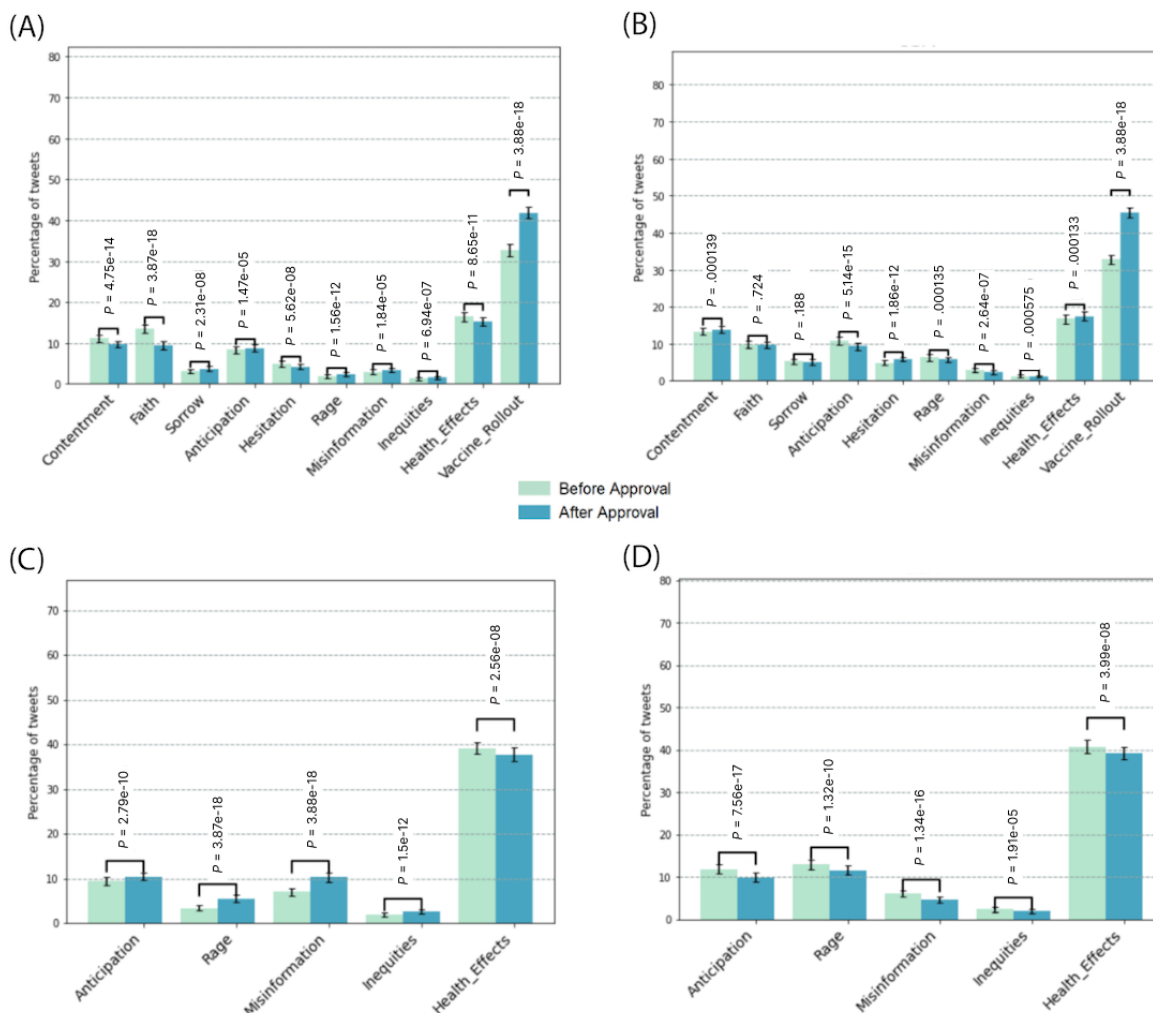 (A)
80
70
60
50
40
30
20
10
0
Percentage of tweets
P = 4.75e-14
P = 3.87e-18
P = 2.31e-08
P = 1.47e-05
P = 5.62e-08
P = 1.56e-12
P = 1.84e-05
P = 6.94e-07
P = 8.65e-11
P = 3.88e-18
Contentment
Faith
Sorrow
Anticipation
Hesitation
Rage
Misinformation
Inequities
Health_Effects
Vaccine_Rollout
(B)
80
70
60
50
40
30
20
10
0
Percentage of tweets
P = .000139
P = .724
P = .188
P = 5.14e-15
P = 1.86e-12
P = .000135
P = 2.64e-07
P = .000575
P = .000133
P = 3.88e-18
Contentment
Faith
Sorrow
Anticipation
Hesitation
Rage
Misinformation
Inequities
Health_Effects
Vaccine_Rollout
Before Approval
After Approval
(C)
70
60
50
40
30
20
10
0
Percentage of tweets
P = 2.79e-10
P = 3.87e-18
P = 3.88e-18
P = 1.5e-12
P = 2.56e-08
Anticipation
Rage
Misinformation
Inequities
Health_Effects
(D)
80
70
60
50
40
30
20
10
0
Percentage of tweets
P = 7.56e-17
P = 1.32e-10
P = 1.34e-16
P = 1.91e-05
P = 3.99e-08
Anticipation
Rage
Misinformation
Inequities
Health_Effects